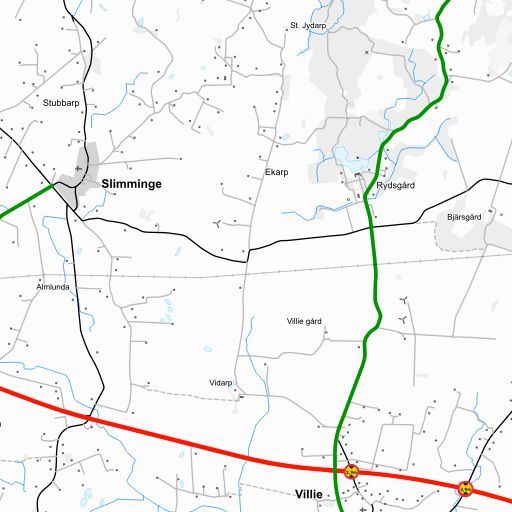 St. Jydarp
Stubbarp
Ekarp
Slimminge
Rydsgård
Bjärsgård
Almlunda
Villie gård
Vidarp
Villie